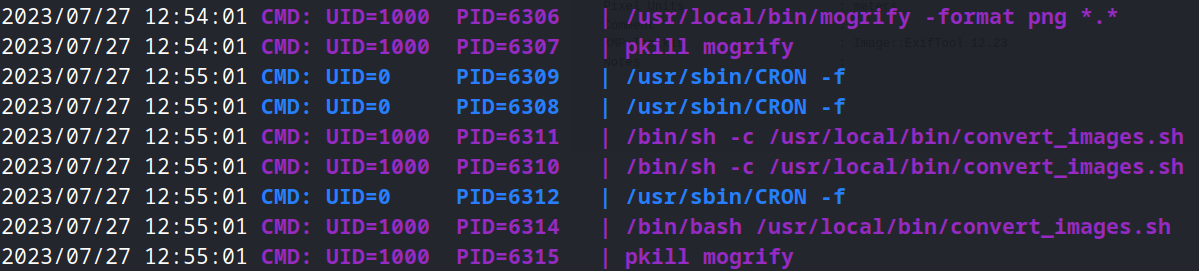 2023/07/27 12:54:01 CMD: UID=1000  PID=6306   | /usr/local/bin/mogrify -format png *.*
2023/07/27 12:54:01 CMD: UID=1000  PID=6307   | pkill mogrify
2023/07/27 12:55:01 CMD: UID=0     PID=6309   | /usr/sbin/CRON -f
2023/07/27 12:55:01 CMD: UID=0     PID=6308   | /usr/sbin/CRON -f
2023/07/27 12:55:01 CMD: UID=1000  PID=6311   | /bin/sh -c /usr/local/bin/convert_images.sh
2023/07/27 12:55:01 CMD: UID=1000  PID=6310   | /bin/sh -c /usr/local/bin/convert_images.sh
2023/07/27 12:55:01 CMD: UID=0     PID=6312   | /usr/sbin/CRON -f
2023/07/27 12:55:01 CMD: UID=1000  PID=6314   | /bin/bash /usr/local/bin/convert_images.sh
2023/07/27 12:55:01 CMD: UID=1000  PID=6315   | pkill mogrify